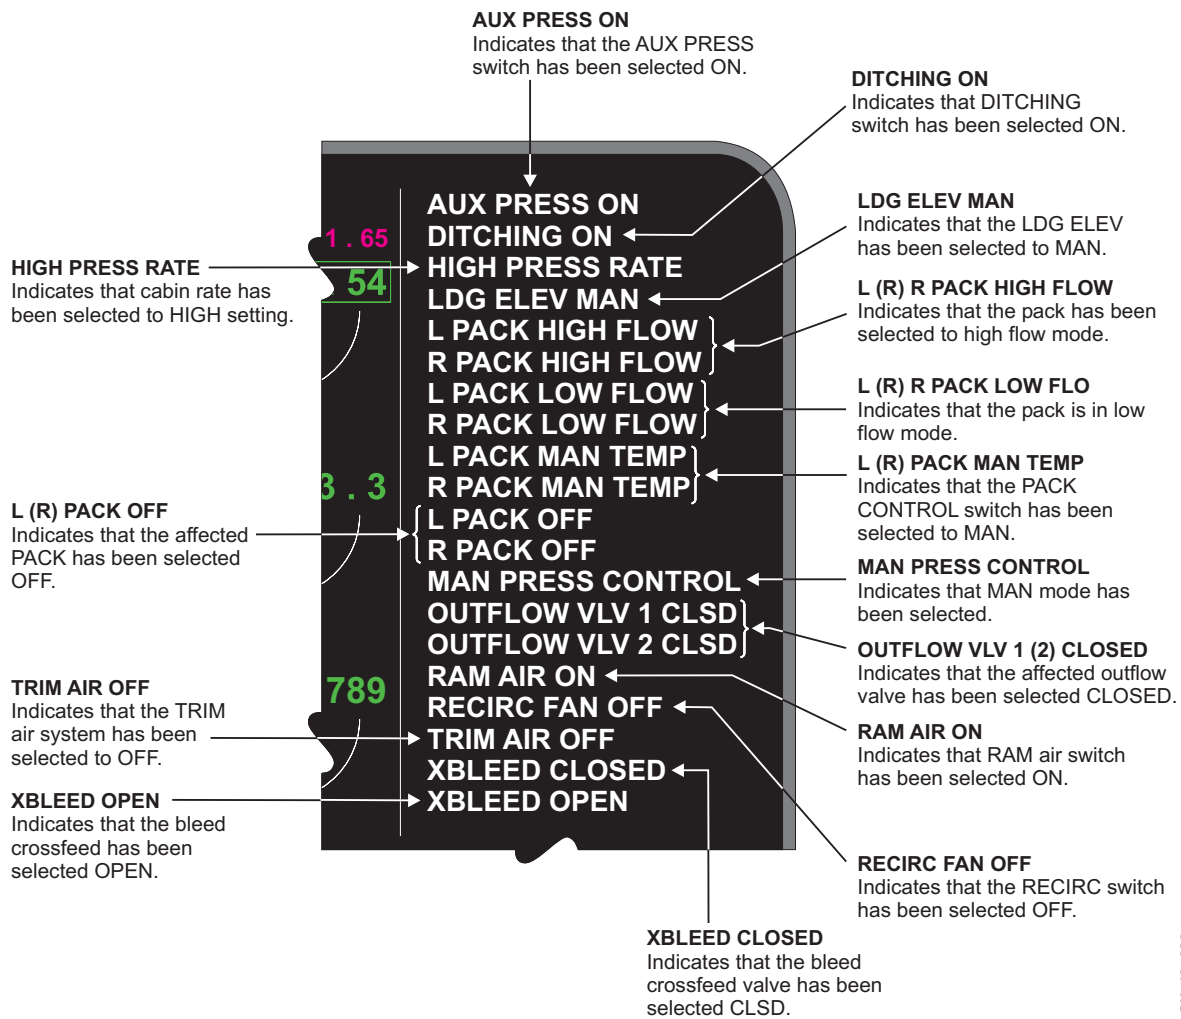 AUX PRESS ON
Indicates that the AUX PRESS
switch has been selected ON.
DITCHING ON
Indicates that DITCHING
switch has been selected ON.
LDG ELEV MAN
Indicates that the LDG ELEV
has been selected to MAN.
L (R) R PACK HIGH FLOW
Indicates that the pack has been
selected to high flow mode.
L (R) R PACK LOW FLO
Indicates that the pack is in low
flow mode.
L (R) PACK MAN TEMP
Indicates that the PACK
CONTROL switch has been
selected to MAN.
MAN PRESS CONTROL
Indicates that MAN mode has
been selected.
OUTFLOW VLV 1 (2) CLOSED
Indicates that the affected outflow
valve has been selected CLOSED.
RAM AIR ON
Indicates that RAM air switch
has been selected ON.
RECIRC FAN OFF
Indicates that the RECIRC switch
has been selected OFF.
XBLEED CLOSED
Indicates that the bleed
crossfeed valve has been
selected CLSD.
HIGH PRESS RATE
Indicates that cabin rate has
been selected to HIGH setting.
L (R) PACK OFF
Indicates that the affected
PACK has been selected
OFF.
TRIM AIR OFF
Indicates that the TRIM
air system has been
selected to OFF.
XBLEED OPEN
Indicates that the bleed
crossfeed has been
selected OPEN.
1 . 65
54
3 . 3
789
AUX PRESS ON
DITCHING ON
HIGH PRESS RATE
LDG ELEV MAN
L PACK HIGH FLOW
R PACK HIGH FLOW
L PACK LOW FLOW
R PACK LOW FLOW
L PACK MAN TEMP
R PACK MAN TEMP
L PACK OFF
R PACK OFF
MAN PRESS CONTROL
OUTFLOW VLV 1 CLSD
OUTFLOW VLV 2 CLSD
RAM AIR ON
RECIRC FAN OFF
TRIM AIR OFF
XBLEED CLOSED
XBLEED OPEN